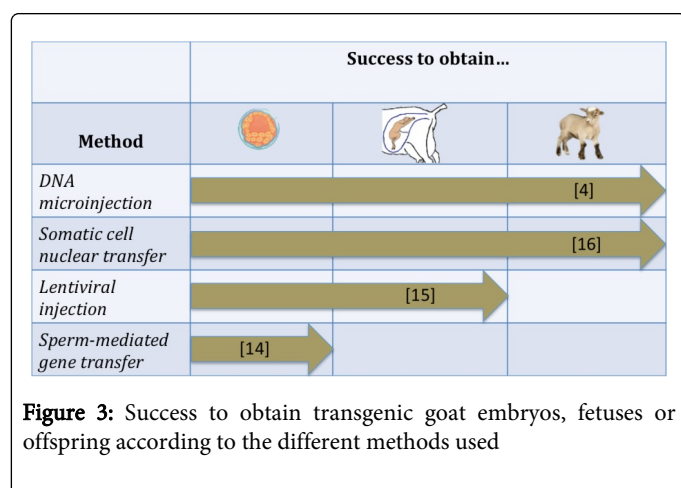 Success to obtain...
Method
DNA
microinjection
[4]
Somatic cell
nuclear transfer
[16]
Lentiviral
injection
[15]
Sperm-mediated
gene transfer
[14]
Figure 3: Success to obtain transgenic goat embryos, fetuses or
offspring according to the different methods used